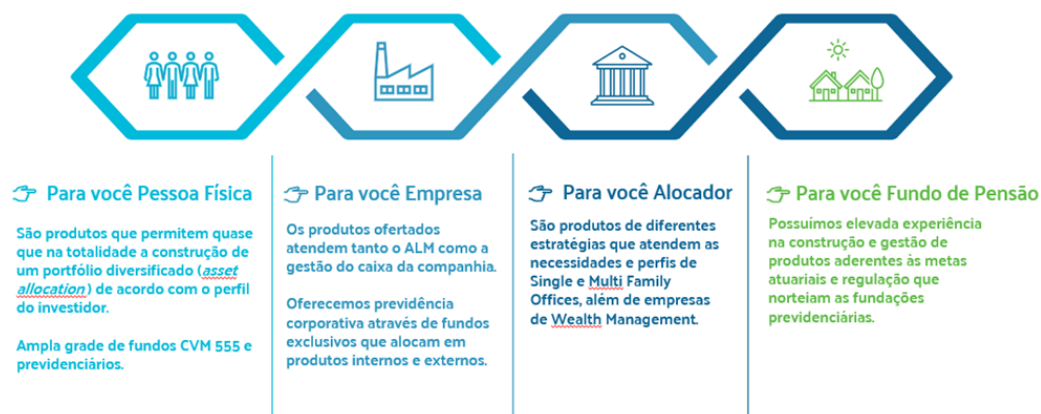 Para você Pessoa Física
São produtos que permitem quase
que na totalidade a construção de
um portfólio diversificado (asset
allocation) de acordo com o perfil
do investidor.
Ampla grade de fundos CVM 555 e
previdenciários.
Para você Empresa
Os produtos ofertados
atendem tanto o ALM como a
gestão do caixa da companhia.
Oferecemos previdência
corporativa através de fundos
exclusivos que alocam em
produtos internos e externos.
Para você Alocador
São produtos de diferentes
estratégias que atendem as
necessidades e perfis de
Single e Multi Family
Offices, além de empresas
de Wealth Management.
Para você Fundo de Pensão
Possuímos elevada experiência
na construção e gestão de
produtos aderentes às metas
atuariais e regulação que
norteiam as fundações
previdenciárias.